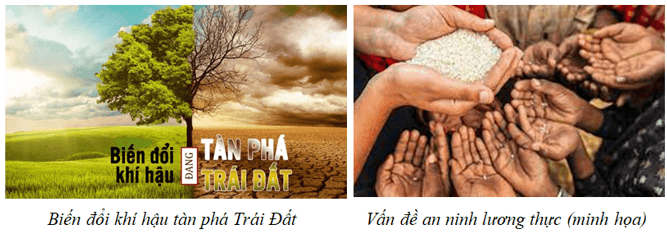 Biến đổi
khí hậu
ĐANG
TÀN PHÁ
TRÁI ĐẤT
Biến đổi khí hậu tàn phá Trái Đất
Vấn đề an ninh lương thực (minh họa)